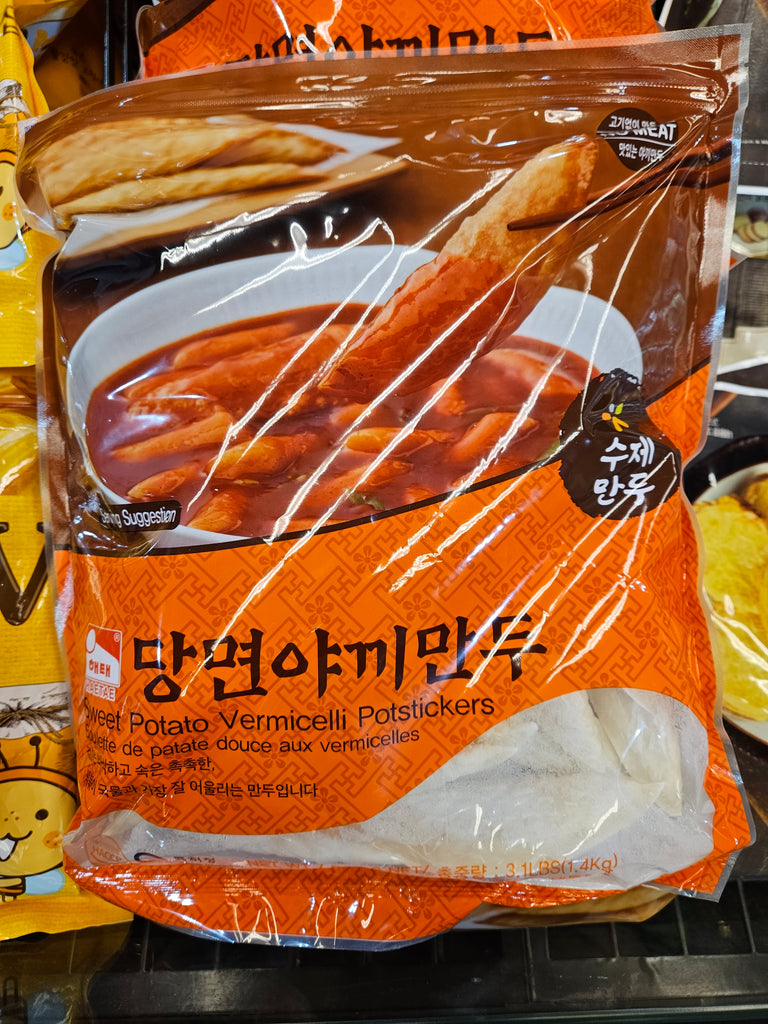 고기없이 만든
MEAT
맛있는 야끼만두
수제
만두
Suggestion
해태
HAETAE
®
당면야끼만두
Sweet Potato Vermicelli Potstickers
Boulette de patate douce aux vermicelles
하고 속은 촉촉한,
국물과 가장 잘 어울리는 만두입니다
총중량 : 3.1LBS(1.4Kg)